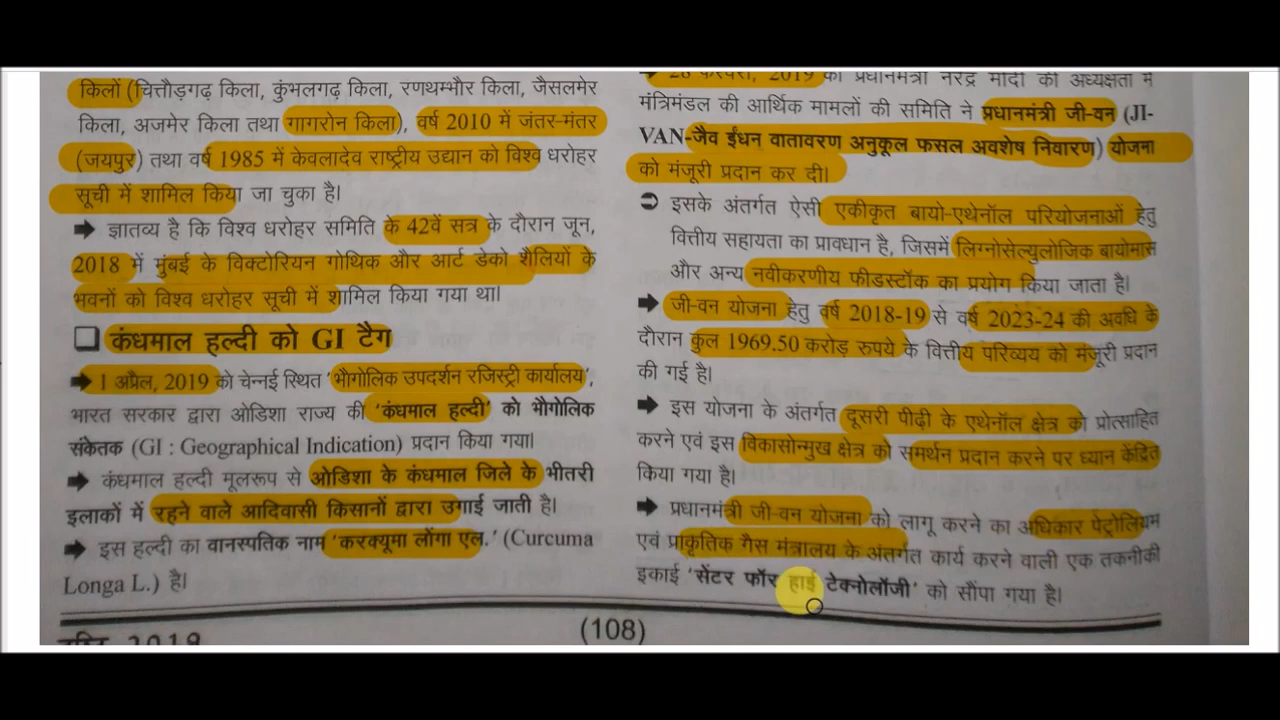 किलों (चित्तौड़गढ़ किला, कुंभलगढ़ किला, रणथम्भौर किला, जैसलमेर
किला, अजमेर किला तथा गागरोन किला), वर्ष 2010 में जंतर-मंतर
(जयपुर) तथा वर्ष 1985 में केवलादेव राष्ट्रीय उद्यान को विश्व धरोहर
सूची में शामिल किया जा चुका है।
➡ ज्ञातव्य है कि विश्व धरोहर समिति के 42वें सत्र के दौरान जून,
2018 में मुंबई के विक्टोरियन गोथिक और आर्ट डेको शैलियों के
भवनों को विश्व धरोहर सूची में शामिल किया गया था।
❑ कंधमाल हल्दी को GI टैग
➡ 1 अप्रैल, 2019 को चेन्नई स्थित 'भौगोलिक उपदर्शन रजिस्ट्री कार्यालय',
भारत सरकार द्वारा ओडिशा राज्य की 'कंधमाल हल्दी' को भौगोलिक
संकेतक (GI : Geographical Indication) प्रदान किया गया।
➡ कंधमाल हल्दी मूलरूप से ओडिशा के कंधमाल जिले के भीतरी
इलाकों में रहने वाले आदिवासी किसानों द्वारा उगाई जाती है।
➡ इस हल्दी का वानस्पतिक नाम 'करक्यूमा लोंगा एल.' (Curcuma
Longa L.) है।
➡ 28 फरवरी, 2019 को प्रधानमंत्री नरेंद्र मोदी की अध्यक्षता में
मंत्रिमंडल की आर्थिक मामलों की समिति ने प्रधानमंत्री जी-वन (JI-
VAN-जैव ईंधन वातावरण अनुकूल फसल अवशेष निवारण) योजना
को मंजूरी प्रदान कर दी।
➲ इसके अंतर्गत ऐसी एकीकृत बायो-एथेनॉल परियोजनाओं हेतु
वित्तीय सहायता का प्रावधान है, जिसमें लिग्नोसेल्युलोजिक बायोमास
और अन्य नवीकरणीय फीडस्टॉक का प्रयोग किया जाता है।
➡ जी-वन योजना हेतु वर्ष 2018-19 से वर्ष 2023-24 की अवधि के
दौरान कुल 1969.50 करोड़ रुपये के वित्तीय परिव्यय को मंजूरी प्रदान
की गई है।
➡ इस योजना के अंतर्गत दूसरी पीढ़ी के एथेनॉल क्षेत्र को प्रोत्साहित
करने एवं इस विकासोन्मुख क्षेत्र को समर्थन प्रदान करने पर ध्यान केंद्रित
किया गया है।
➡ प्रधानमंत्री जी-वन योजना को लागू करने का अधिकार पेट्रोलियम
एवं प्राकृतिक गैस मंत्रालय के अंतर्गत कार्य करने वाली एक तकनीकी
इकाई 'सेंटर फॉर हाई टेक्नोलॉजी' को सौंपा गया है।
(108)